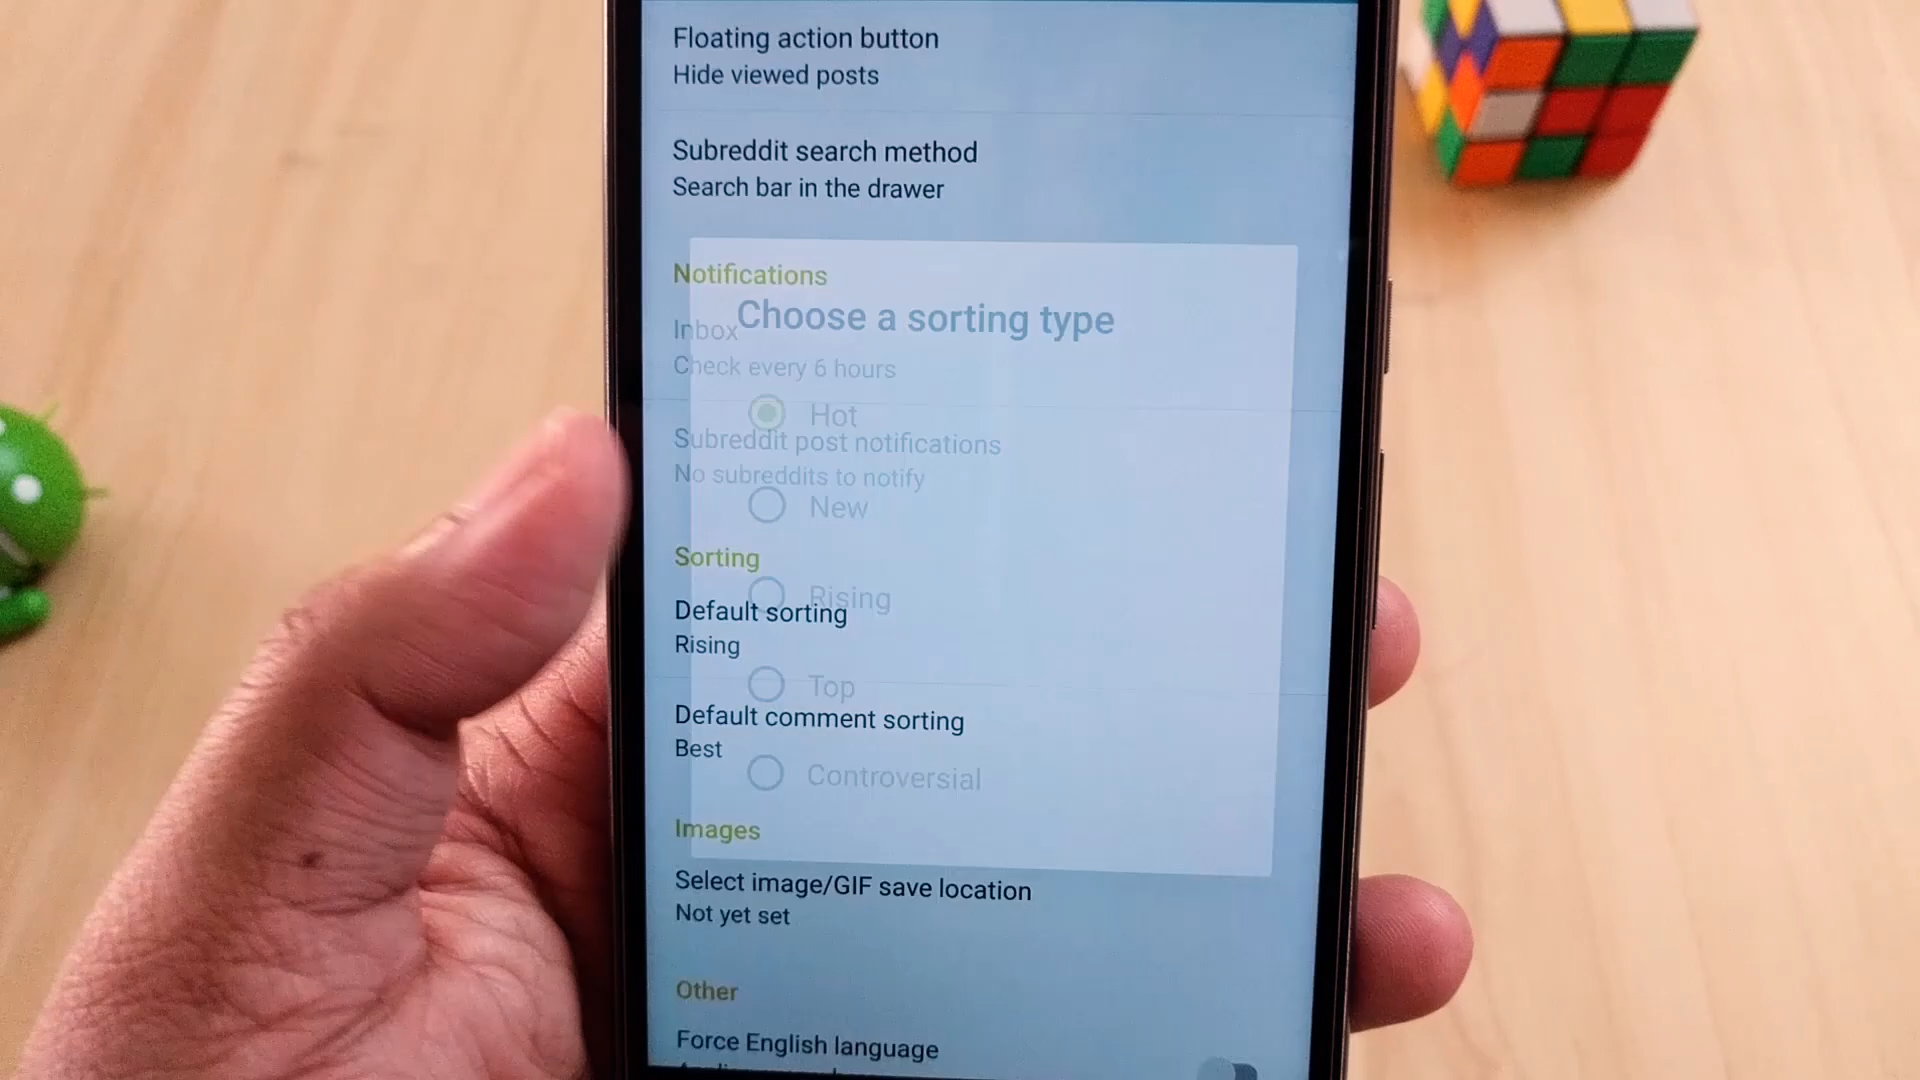 Floating action button
Hide viewed posts
Subreddit search method
Search bar in the drawer
Notifications
Choose a sorting type
Inbox
Check every 6 hours
Hot
Subreddit post notifications
No subreddits to notify
New
Sorting
Rising
Default sorting
Rising
Top
Default comment sorting
Best
Controversial
Images
Select image/GIF save location
Not yet set
Other
Force English language